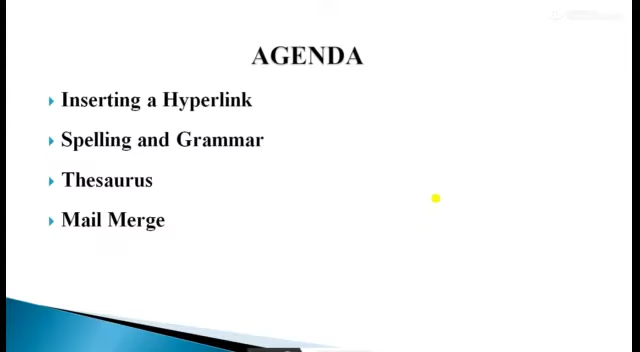 AGENDA
Inserting a Hyperlink
Spelling and Grammar
Thesaurus
Mail Merge